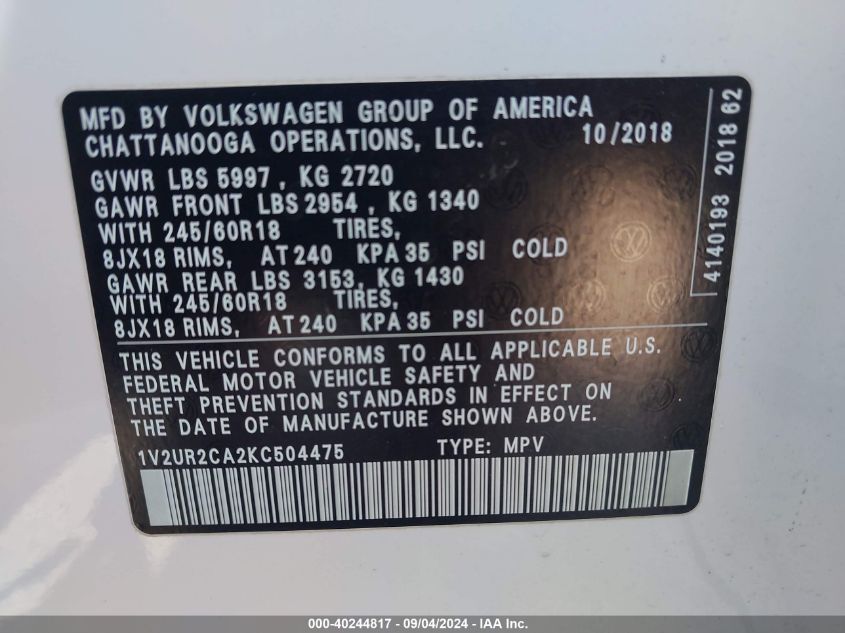 MFD BY VOLKSWAGEN GROUP OF AMERICA
CHATTANOOGA OPERATIONS, LLC. 10/2018
GVWR LBS 5997 , KG 2720
GAWR FRONT LBS 2954 , KG 1340
WITH 245/60R18 TIRES,
8JX18 RIMS, AT 240 KPA 35 PSI COLD
GAWR REAR LBS 3153, KG 1430
WITH 245/60R18 TIRES,
8JX18 RIMS, AT 240 KPA 35 PSI COLD
THIS VEHICLE CONFORMS TO ALL APPLICABLE U.S.
FEDERAL MOTOR VEHICLE SAFETY AND
THEFT PREVENTION STANDARDS IN EFFECT ON
THE DATE OF MANUFACTURE SHOWN ABOVE.
1V2UR2CA2KC504475 TYPE: MPV
4140193 2018 62
000-40244817 - 09/04/2024 - IAA Inc.